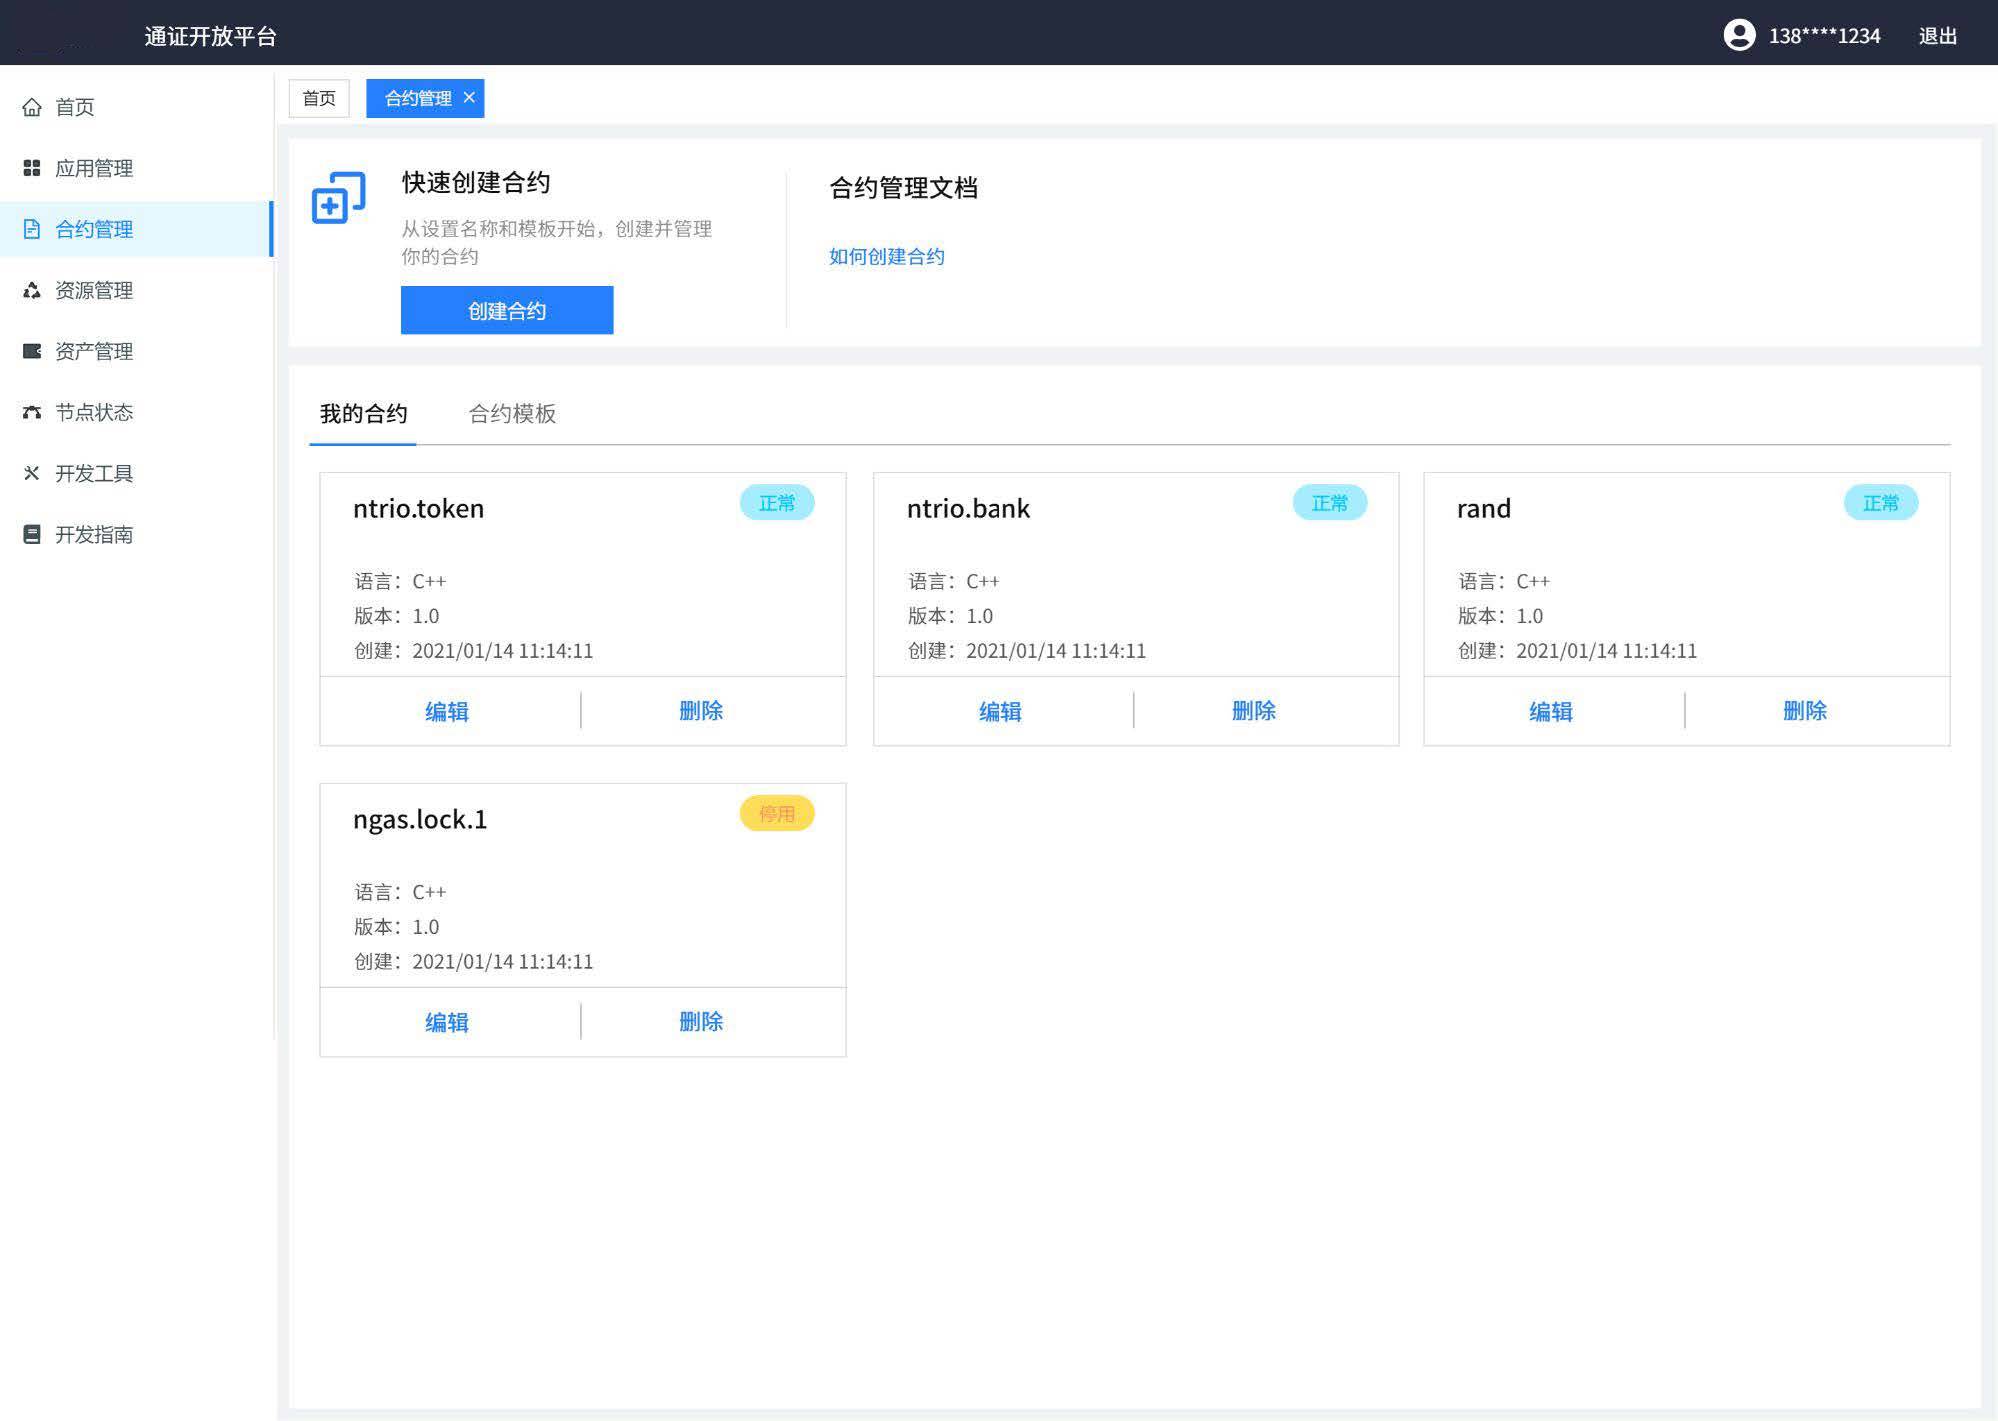 通证开放平台
138****1234
退出
首页
应用管理
合约管理
资源管理
资产管理
节点状态
开发工具
开发指南
首页
合约管理 ×
快速创建合约
从设置名称和模板开始，创建并管理
你的合约
创建合约
合约管理文档
如何创建合约
我的合约
合约模板
ntrio.token
正常
语言：C++
版本：1.0
创建：2021/01/14 11:14:11
编辑
删除
ntrio.bank
正常
语言：C++
版本：1.0
创建：2021/01/14 11:14:11
编辑
删除
rand
正常
语言：C++
版本：1.0
创建：2021/01/14 11:14:11
编辑
删除
ngas.lock.1
停用
语言：C++
版本：1.0
创建：2021/01/14 11:14:11
编辑
删除